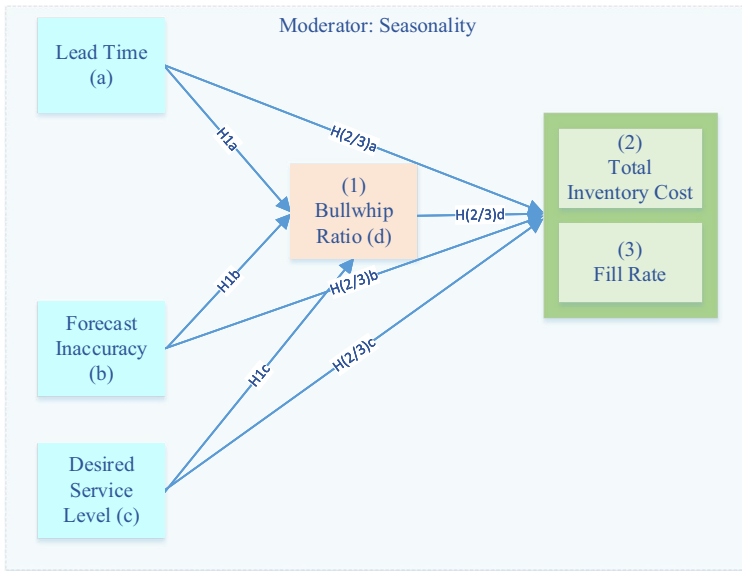 Moderator: Seasonality
Lead Time
(a)
H(2/3)a
H1a
(1)
Bullwhip
Ratio (d)
H(2/3)d
(2)
Total
Inventory Cost
(3)
Fill Rate
H1b
H(2/3)b
Forecast
Inaccuracy
(b)
H1c
H(2/3)c
Desired
Service
Level (c)